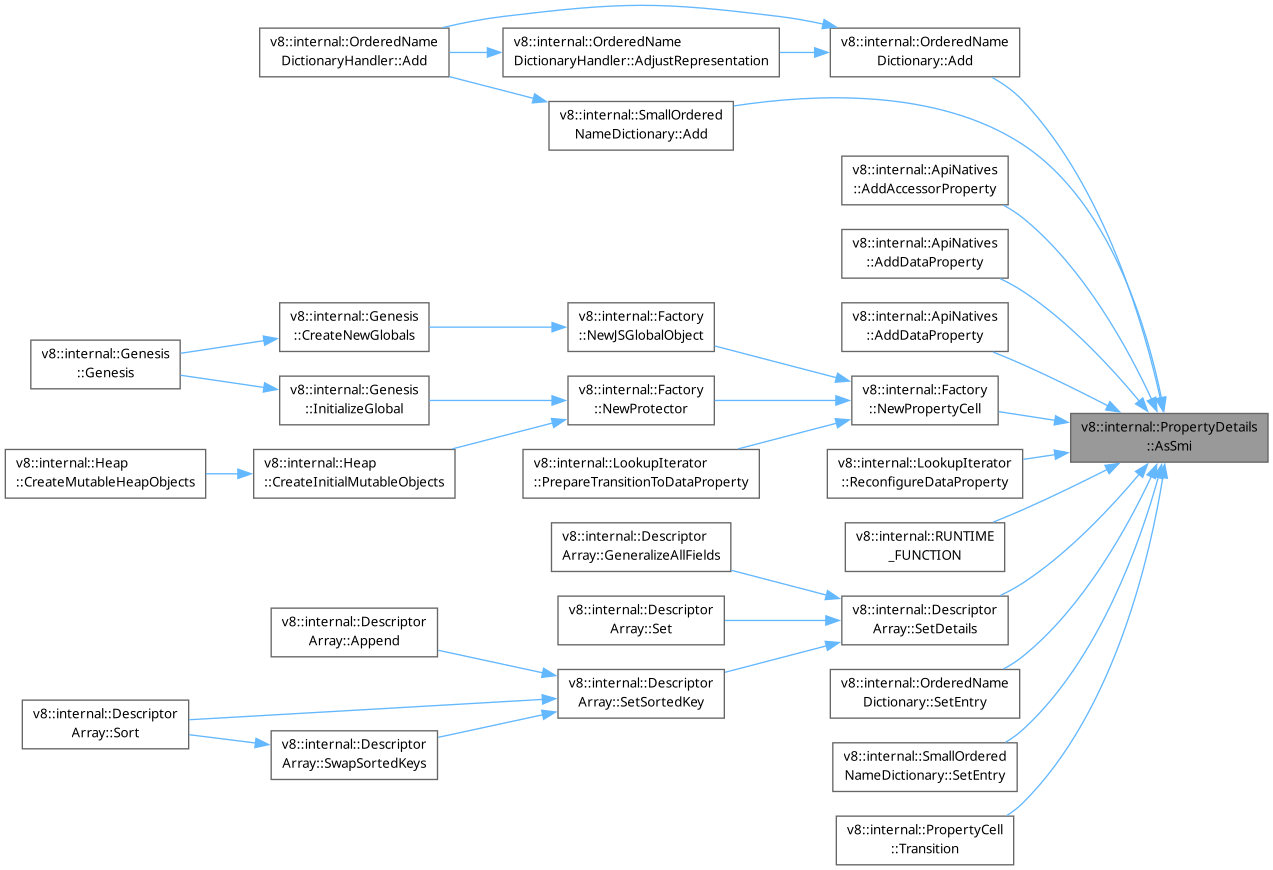 v8::internal::OrderedName
DictionaryHandler::Add
v8::internal::OrderedName
DictionaryHandler::AdjustRepresentation
v8::internal::OrderedName
Dictionary::Add
v8::internal::SmallOrdered
NameDictionary::Add
v8::internal::ApiNatives
::AddAccessorProperty
v8::internal::ApiNatives
::AddDataProperty
v8::internal::Genesis
::CreateNewGlobals
v8::internal::Factory
::NewJSGlobalObject
v8::internal::ApiNatives
::AddDataProperty
v8::internal::Genesis
::Genesis
v8::internal::Genesis
::InitializeGlobal
v8::internal::Factory
::NewProtector
v8::internal::Factory
::NewPropertyCell
v8::internal::PropertyDetails
::AsSmi
v8::internal::Heap
::CreateMutableHeapObjects
v8::internal::Heap
::CreateInitialMutableObjects
v8::internal::LookupIterator
::PrepareTransitionToDataProperty
v8::internal::LookupIterator
::ReconfigureDataProperty
v8::internal::Descriptor
Array::GeneralizeAllFields
v8::internal::RUNTIME
_FUNCTION
v8::internal::Descriptor
Array::Append
v8::internal::Descriptor
Array::Set
v8::internal::Descriptor
Array::SetDetails
v8::internal::Descriptor
Array::SetSortedKey
v8::internal::OrderedName
Dictionary::SetEntry
v8::internal::Descriptor
Array::Sort
v8::internal::Descriptor
Array::SwapSortedKeys
v8::internal::SmallOrdered
NameDictionary::SetEntry
v8::internal::PropertyCell
::Transition